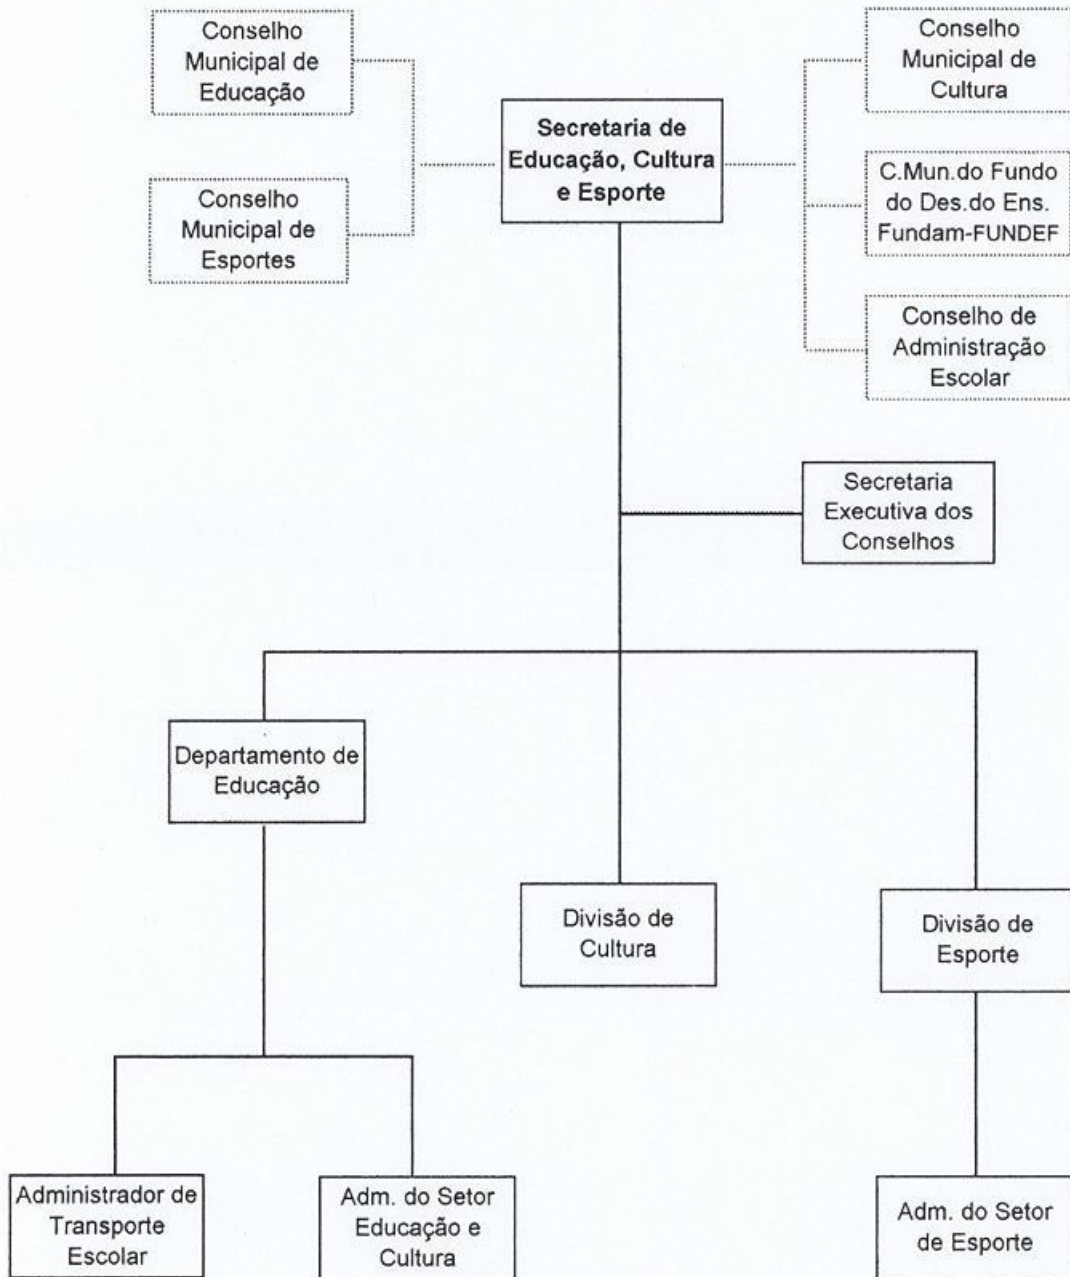 Conselho
Municipal de
Educação
Conselho
Municipal de
Esportes
Secretaria de
Educação, Cultura
e Esporte
Conselho
Municipal de
Cultura
C.Mun.do Fundo
do Des.do Ens.
Fundam-FUNDEF
Conselho de
Administração
Escolar
Secretaria
Executiva dos
Conselhos
Departamento de
Educação
Divisão de
Cultura
Divisão de
Esporte
Administrador de
Transporte
Escolar
Adm. do Setor
Educação e
Cultura
Adm. do Setor
de Esporte